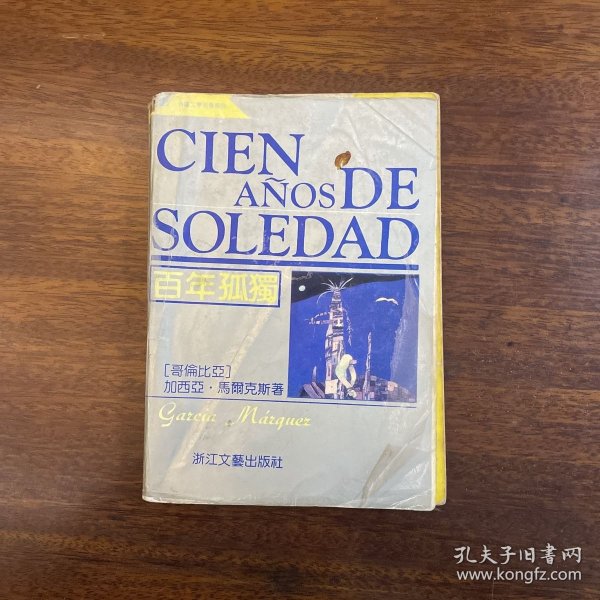 CIEN
AÑOS DE
SOLEDAD
百年孤獨
[哥倫比亞]
加西亞·馬爾克斯著
Garcia Márquez
浙江文藝出版社
孔夫子旧书网
www.kongfz.com